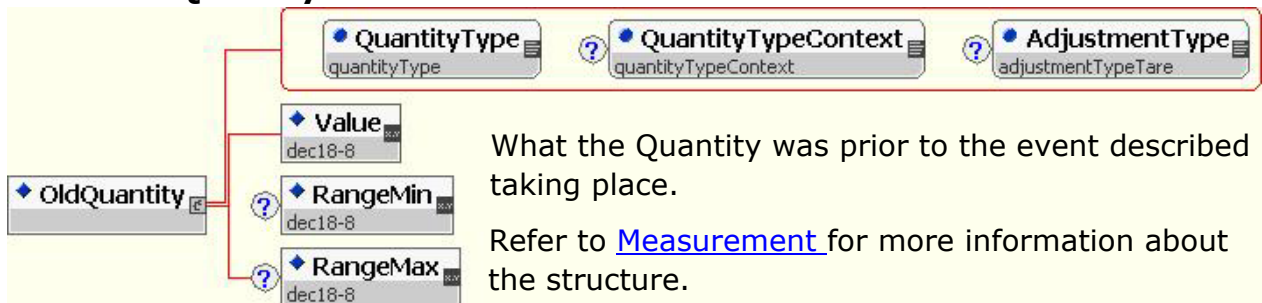 QuantityType
quantityType
? QuantityTypeContext
quantityTypeContext
? AdjustmentType
adjustmentTypeTare
Value
dec18-8
OldQuantity
? RangeMin
dec18-8
? RangeMax
dec18-8
What the Quantity was prior to the event described
taking place.
Refer to Measurement for more information about
the structure.